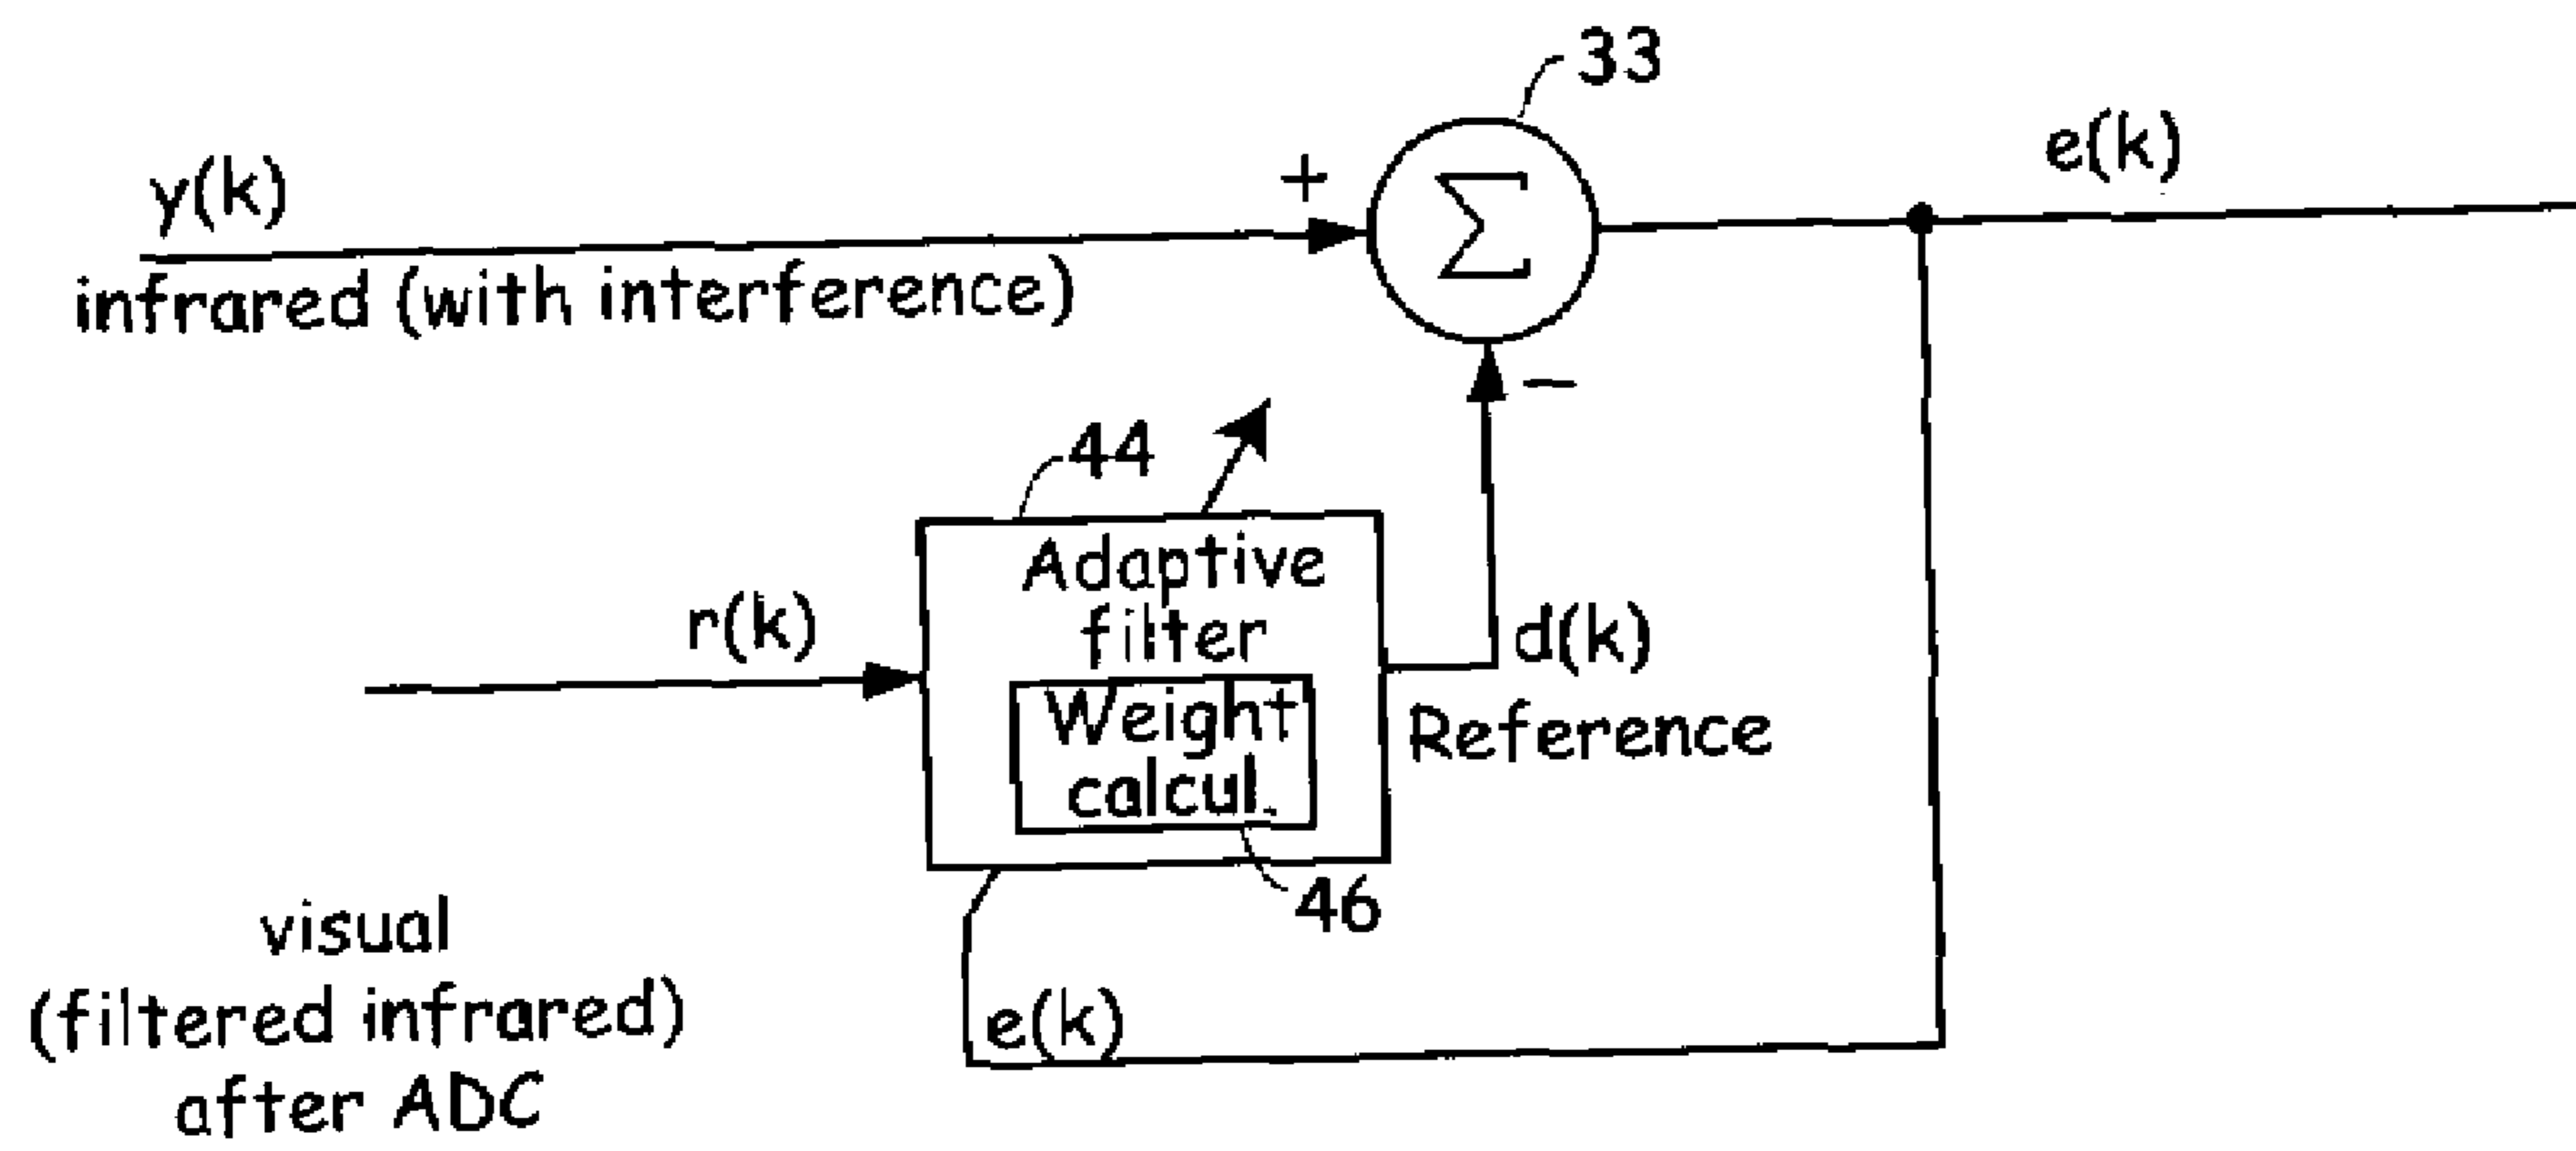 33
y(k)
+
Σ
e(k)
infrared (with interference)
−
44
Adaptive
filter
r(k)
d(k)
Weight
calcul.
Reference
46
visual
(filtered infrared)
after ADC
e(k)